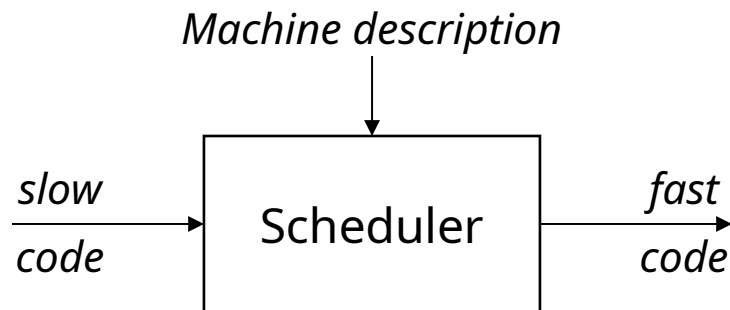 Machine description
slow
code
Scheduler
fast
code